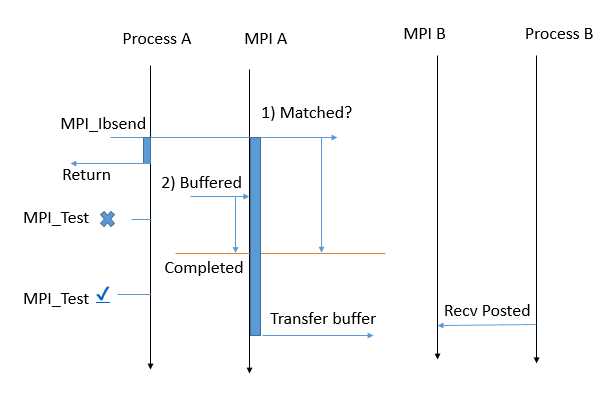 Process A
MPI A
MPI B
Process B
1) Matched?
MPI_Ibsend
Return
2) Buffered
MPI_Test
Completed
MPI_Test
Transfer buffer
Recv Posted